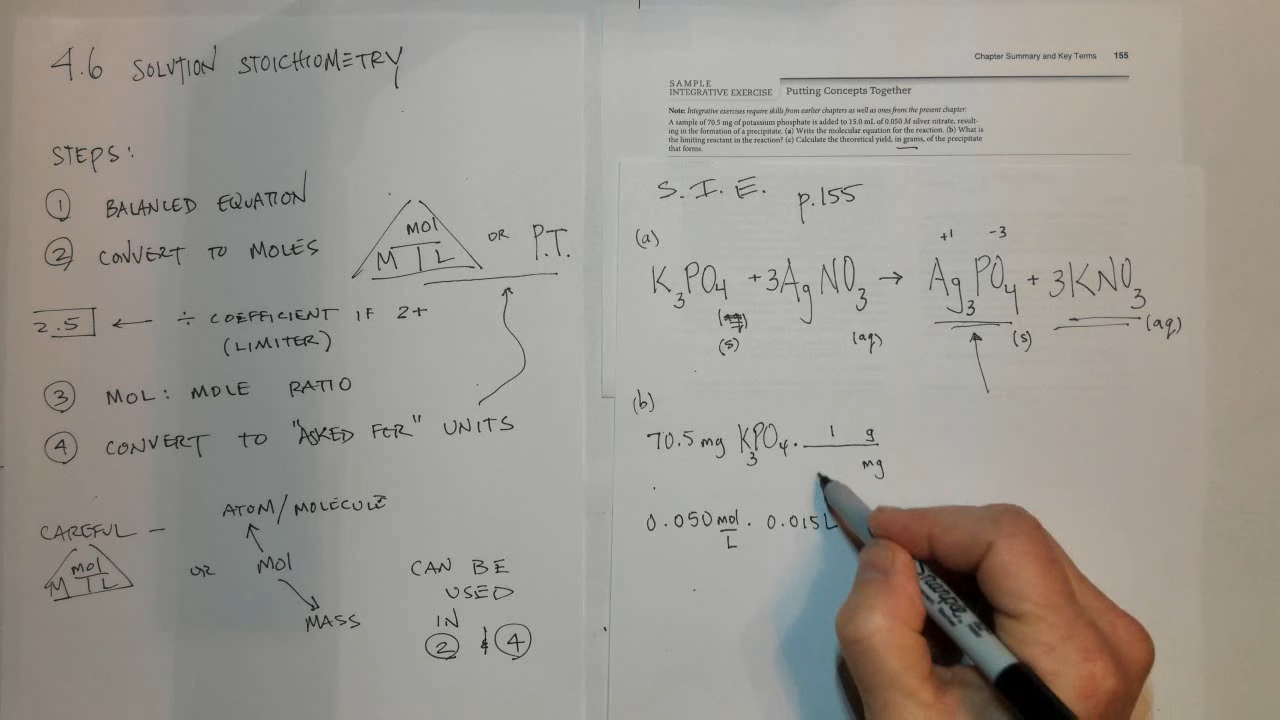 4.6 SOLUTION STOICHIOMETRY
STEPS:
① BALANCED EQUATION
② CONVERT TO MOLES
mol
M L
OR P.T.
2.5 ← ÷ COEFFICIENT IF 2+
(LIMITER)
③ MOL: MOLE RATIO
④ CONVERT TO "ASKED FOR" UNITS
CAREFUL –
mol
M L
OR
ATOM/MOLECULE
Mol
MASS
CAN BE
USED
IN
② & ④
Chapter Summary and Key Terms 155
SAMPLE
INTEGRATIVE EXERCISE Putting Concepts Together
Note: Integrative exercises require skills from earlier chapters as well as ones from the present chapter.
A sample of 70.5 mg of potassium phosphate is added to 15.0 mL of 0.050 M silver nitrate, result-
ing in the formation of a precipitate. (a) Write the molecular equation for the reaction. (b) What is
the limiting reactant in the reaction? (c) Calculate the theoretical yield, in grams, of the precipitate
that forms.
S.I.E. p.155
(a)
+1 -3
K₃PO₄ + 3AgNO₃ → Ag₃PO₄ + 3KNO₃
(s) (aq) (s) (aq)
(b)
70.5 mg K₃PO₄ · 1 g
mg
0.050 mol · 0.015 L
L
Sharpie